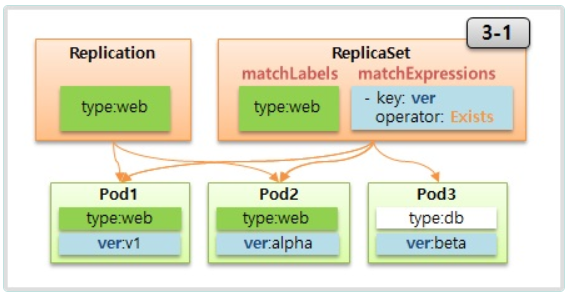 3-1
Replication
ReplicaSet
matchLabels matchExpressions
type:web
type:web
- key: ver
operator: Exists
Pod1
type:web
ver:v1
Pod2
type:web
ver:alpha
Pod3
type:db
ver:beta